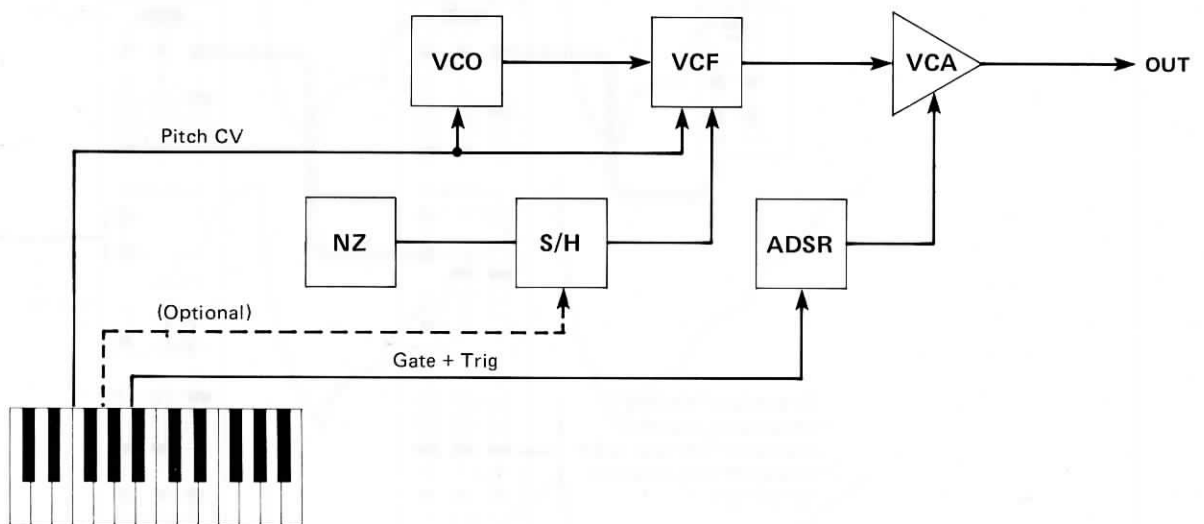 VCO
VCF
VCA
OUT
Pitch CV
NZ
S/H
ADSR
(Optional)
Gate + Trig